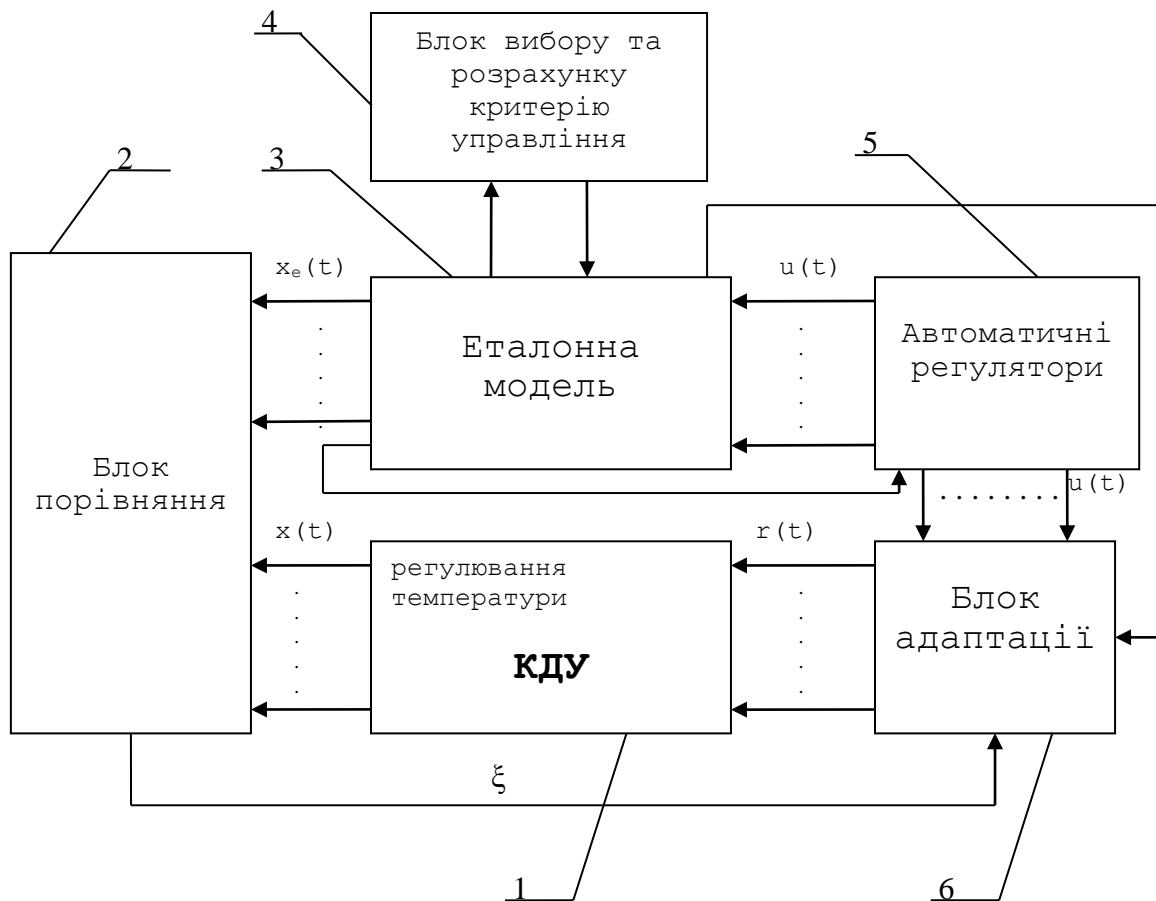 4
Блок вибору та
розрахунку
критерію
управління
2
3
5
xₑ(t)
u(t)
Еталонна
модель
Автоматичні
регулятори
Блок
порівняння
........u(t)
x(t)
r(t)
регулювання
температури
КДУ
Блок
адаптації
ξ
1
6